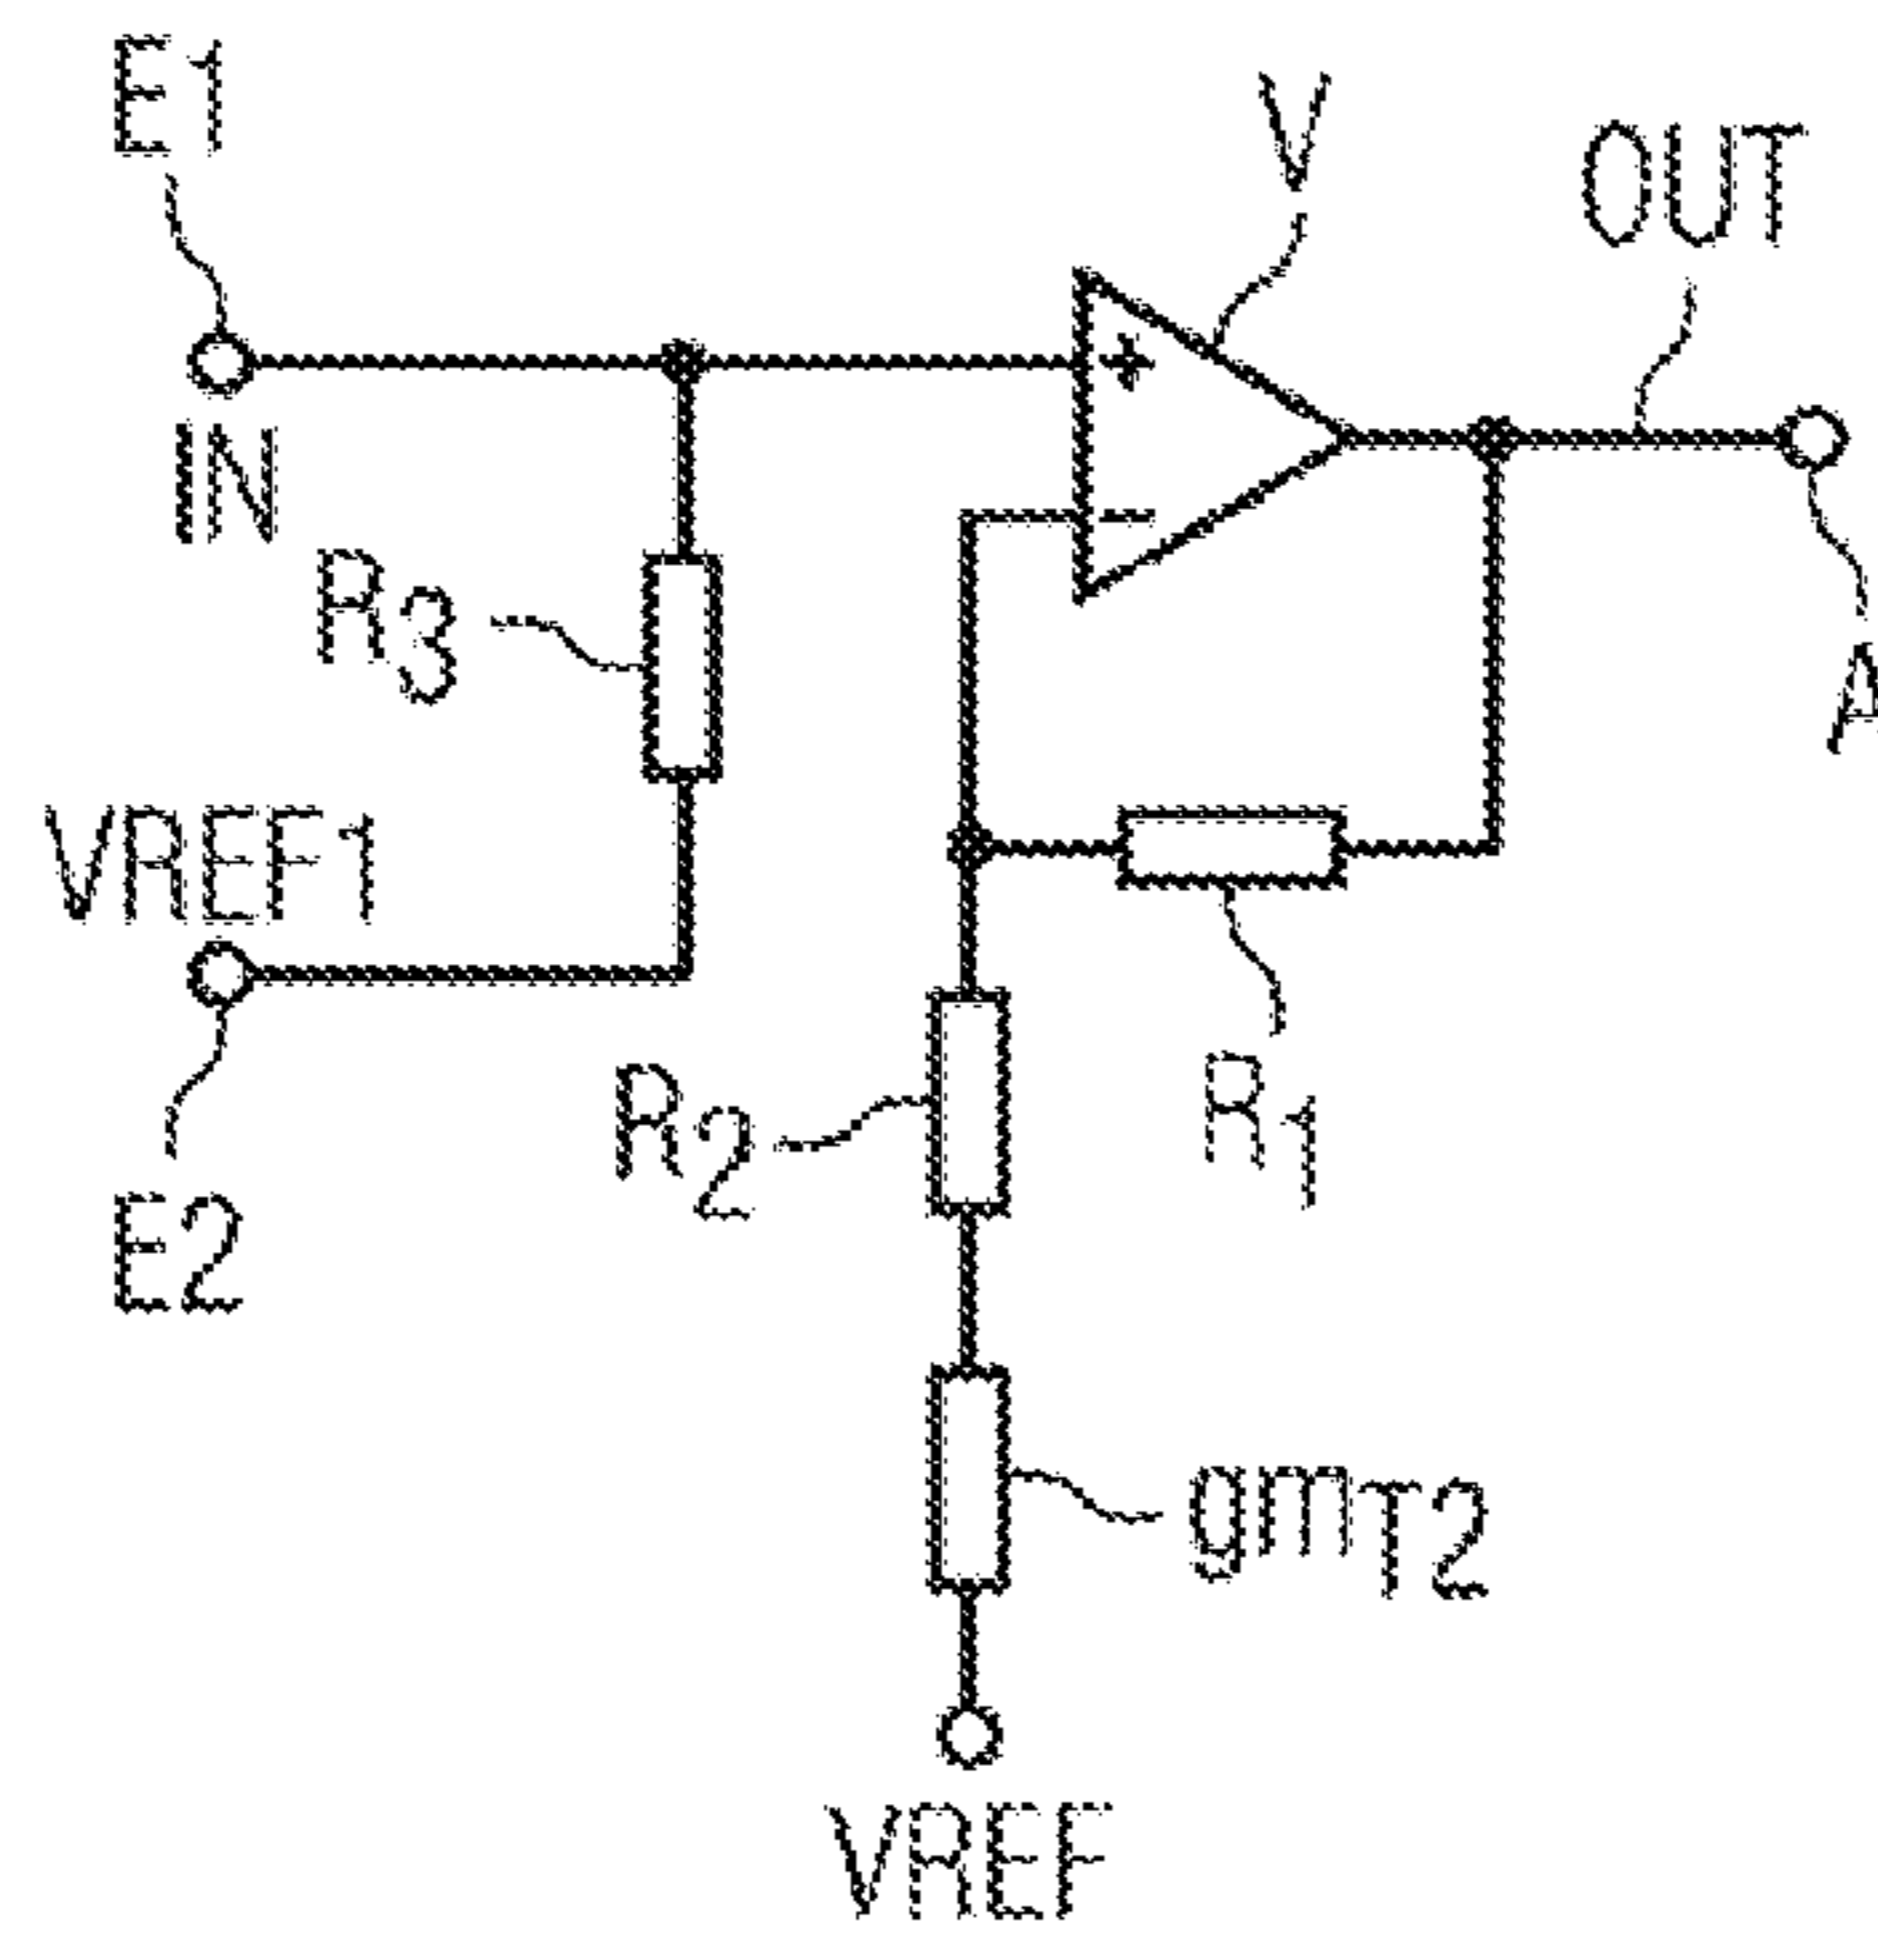 E1
V
OUT
+
IN
−
R3
A
VREF1
R2
R1
E2
gmT2
VREF